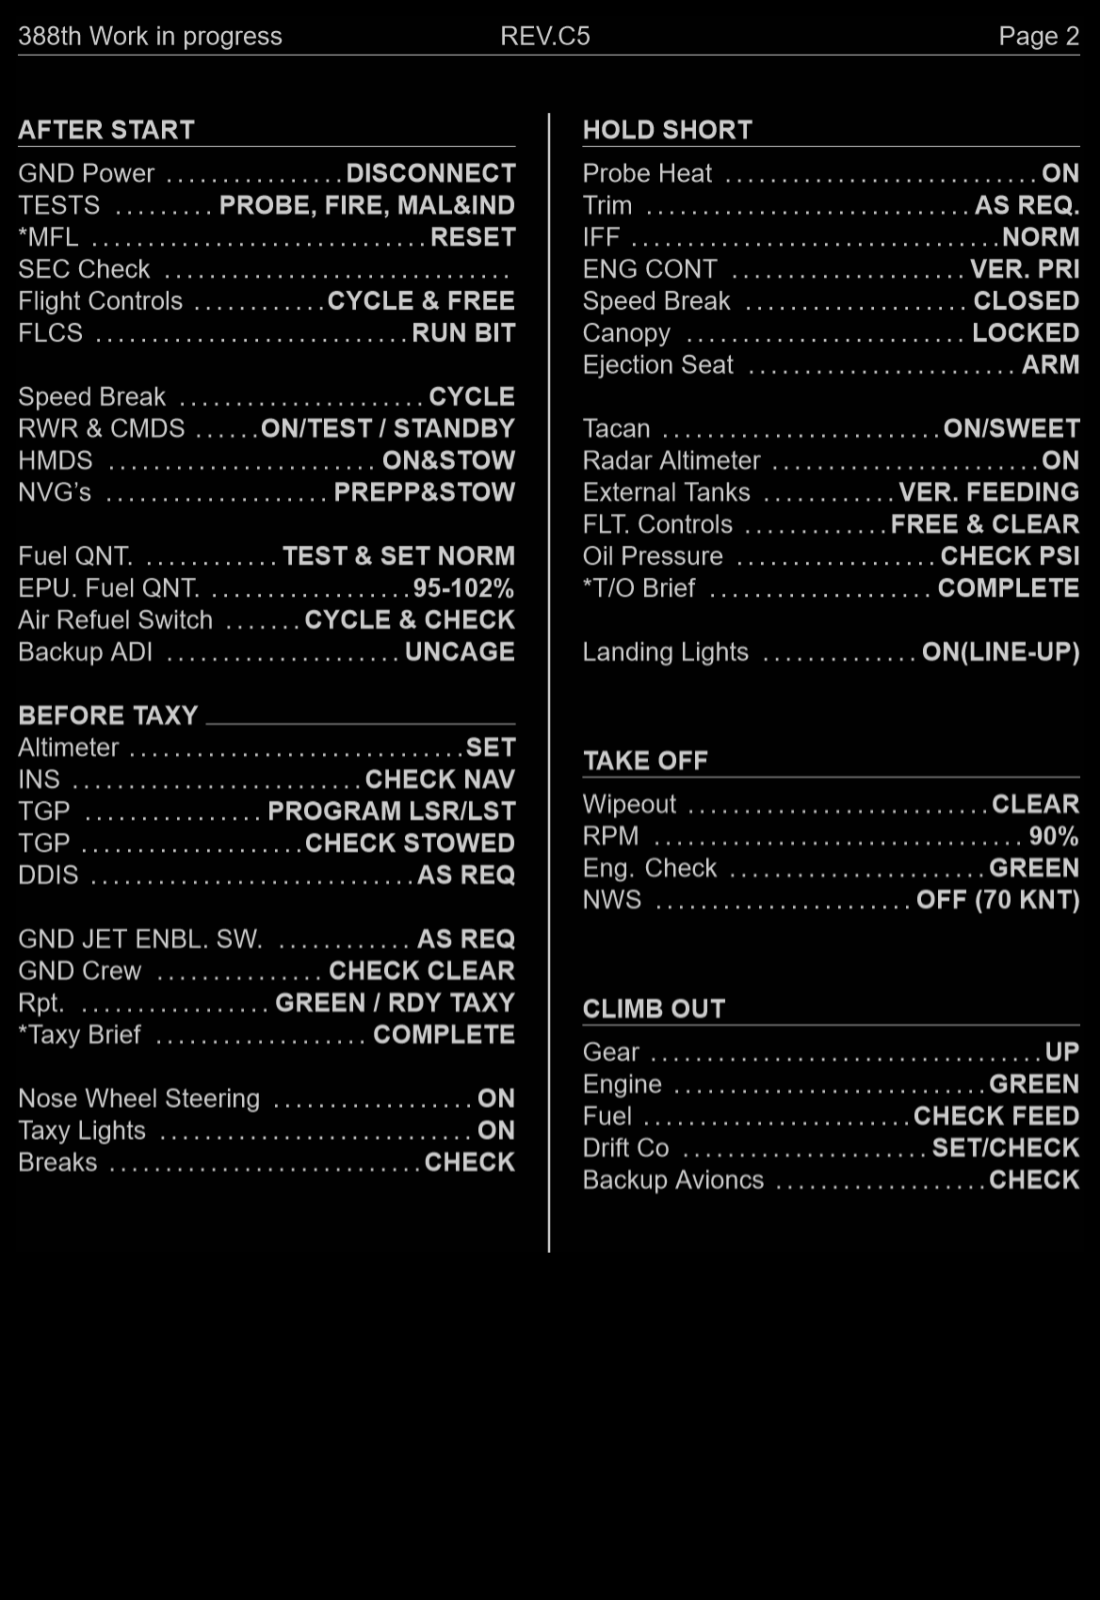 388th Work in progress REV.C5 Page 2
AFTER START
GND Power ................ DISCONNECT
TESTS ......... PROBE, FIRE, MAL&IND
*MFL .............................. RESET
SEC Check ...............................
Flight Controls ............ CYCLE & FREE
FLCS ............................ RUN BIT
Speed Break ...................... CYCLE
RWR & CMDS ...... ON/TEST / STANDBY
HMDS ........................ ON&STOW
NVG’s .................... PREPP&STOW
Fuel QNT. ............ TEST & SET NORM
EPU. Fuel QNT. .................. 95-102%
Air Refuel Switch ....... CYCLE & CHECK
Backup ADI ..................... UNCAGE
BEFORE TAXY
Altimeter .............................. SET
INS .......................... CHECK NAV
TGP ................ PROGRAM LSR/LST
TGP .................... CHECK STOWED
DDIS ............................. AS REQ
GND JET ENBL. SW. ............ AS REQ
GND Crew ............... CHECK CLEAR
Rpt. ................. GREEN / RDY TAXY
*Taxy Brief ................... COMPLETE
Nose Wheel Steering .................. ON
Taxy Lights ............................ ON
Breaks ............................ CHECK
HOLD SHORT
Probe Heat ............................ ON
Trim ............................. AS REQ.
IFF ................................. NORM
ENG CONT ..................... VER. PRI
Speed Break .................... CLOSED
Canopy ......................... LOCKED
Ejection Seat ........................ ARM
Tacan ......................... ON/SWEET
Radar Altimeter ........................ ON
External Tanks ............ VER. FEEDING
FLT. Controls ............. FREE & CLEAR
Oil Pressure .................. CHECK PSI
*T/O Brief .................... COMPLETE
Landing Lights .............. ON(LINE-UP)
TAKE OFF
Wipeout ........................... CLEAR
RPM ................................. 90%
Eng. Check ....................... GREEN
NWS ....................... OFF (70 KNT)
CLIMB OUT
Gear ................................... UP
Engine ............................ GREEN
Fuel ........................ CHECK FEED
Drift Co ...................... SET/CHECK
Backup Avioncs ................... CHECK